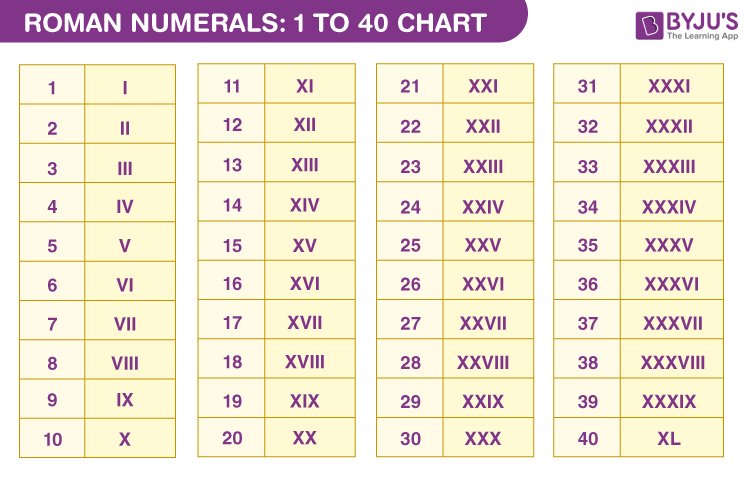 ROMAN NUMERALS: 1 TO 40 CHART
BYJU'S
The Learning App
1 I
2 II
3 III
4 IV
5 V
6 VI
7 VII
8 VIII
9 IX
10 X
11 XI
12 XII
13 XIII
14 XIV
15 XV
16 XVI
17 XVII
18 XVIII
19 XIX
20 XX
21 XXI
22 XXII
23 XXIII
24 XXIV
25 XXV
26 XXVI
27 XXVII
28 XXVIII
29 XXIX
30 XXX
31 XXXI
32 XXXII
33 XXXIII
34 XXXIV
35 XXXV
36 XXXVI
37 XXXVII
38 XXXVIII
39 XXXIX
40 XL